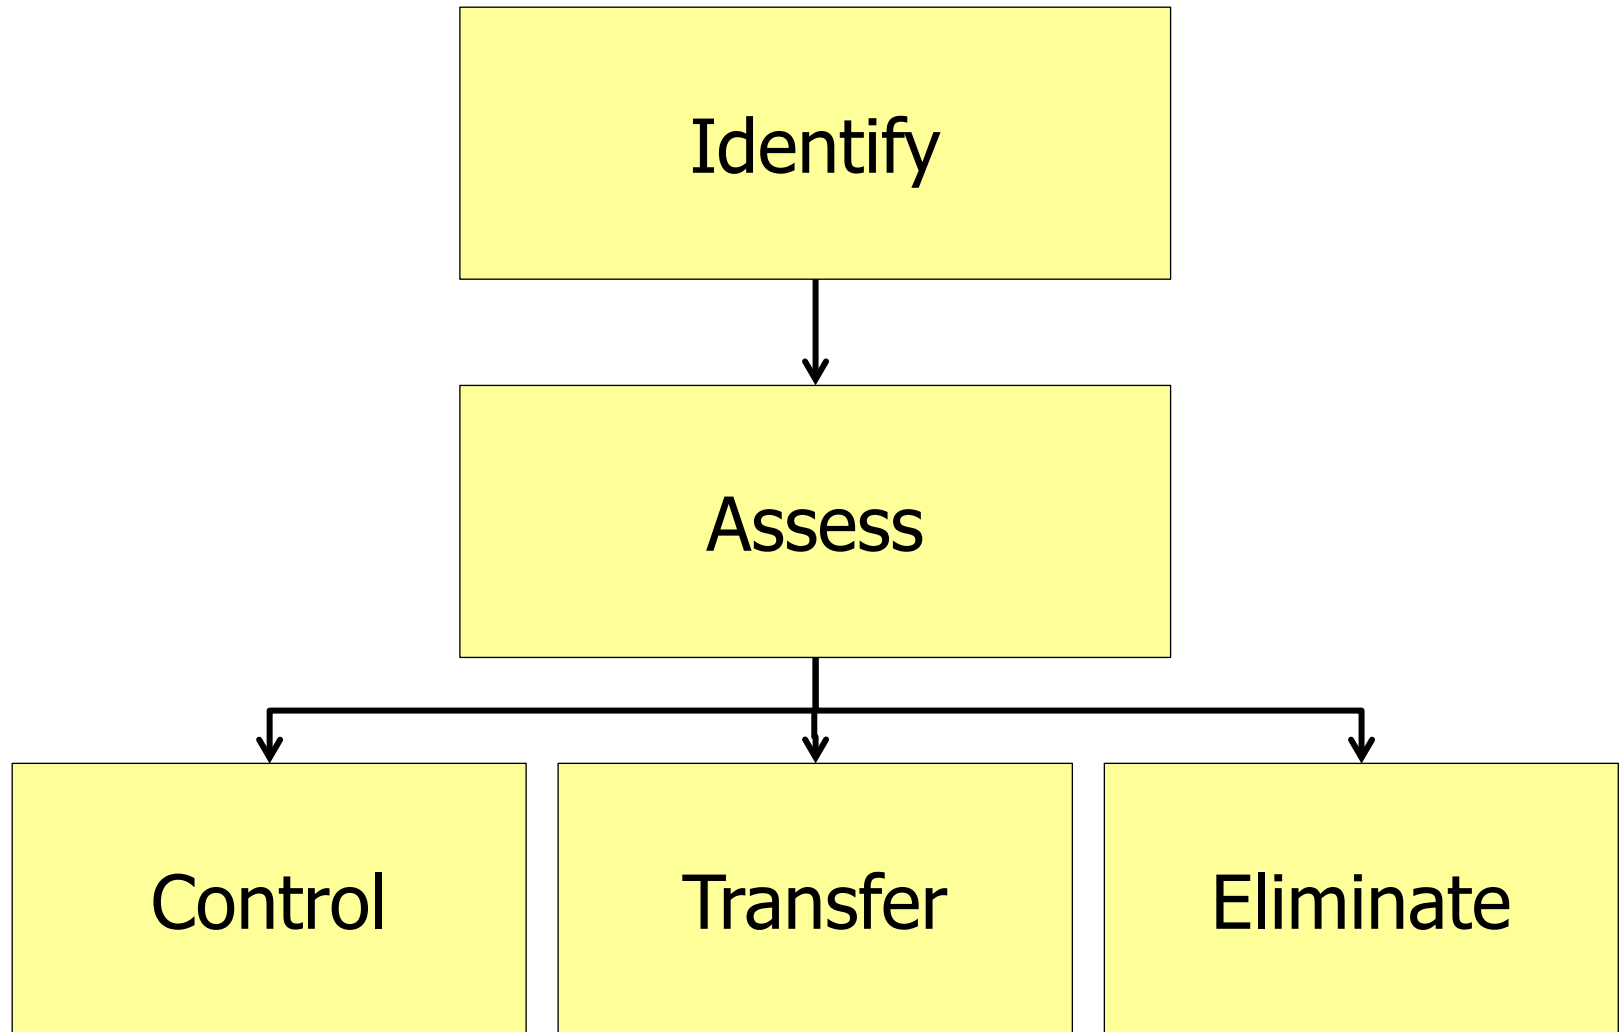 Identify
Assess
Control
Transfer
Eliminate